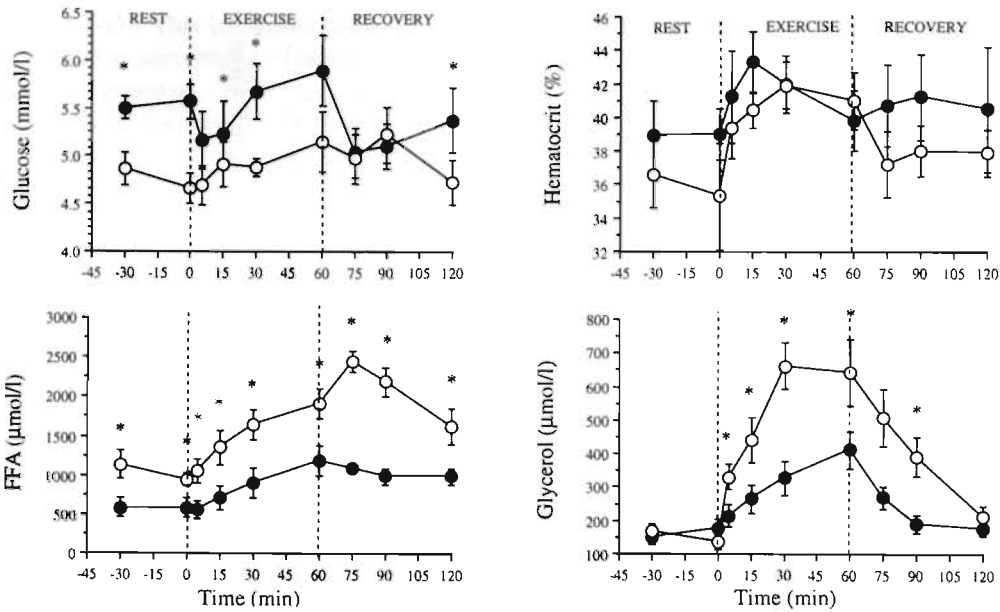 REST EXERCISE RECOVERY
Glucose (mmol/l)
6.5
6.0
5.5
5.0
4.5
4.0
* * * * *
-45 -30 -15 0 15 30 45 60 75 90 105 120
REST EXERCISE RECOVERY
Hematocrit (%)
46
44
42
40
38
36
34
32
-45 -30 -15 0 15 30 45 60 75 90 105 120
FFA (µmol/l)
3000
2500
2000
1500
1000
500
0
* * * * * * * * *
-45 -30 -15 0 15 30 45 60 75 90 105 120
Time (min)
Glycerol (µmol/l)
800
700
600
500
400
300
200
100
* * * * *
-45 -30 -15 0 15 30 45 60 75 90 105 120
Time (min)